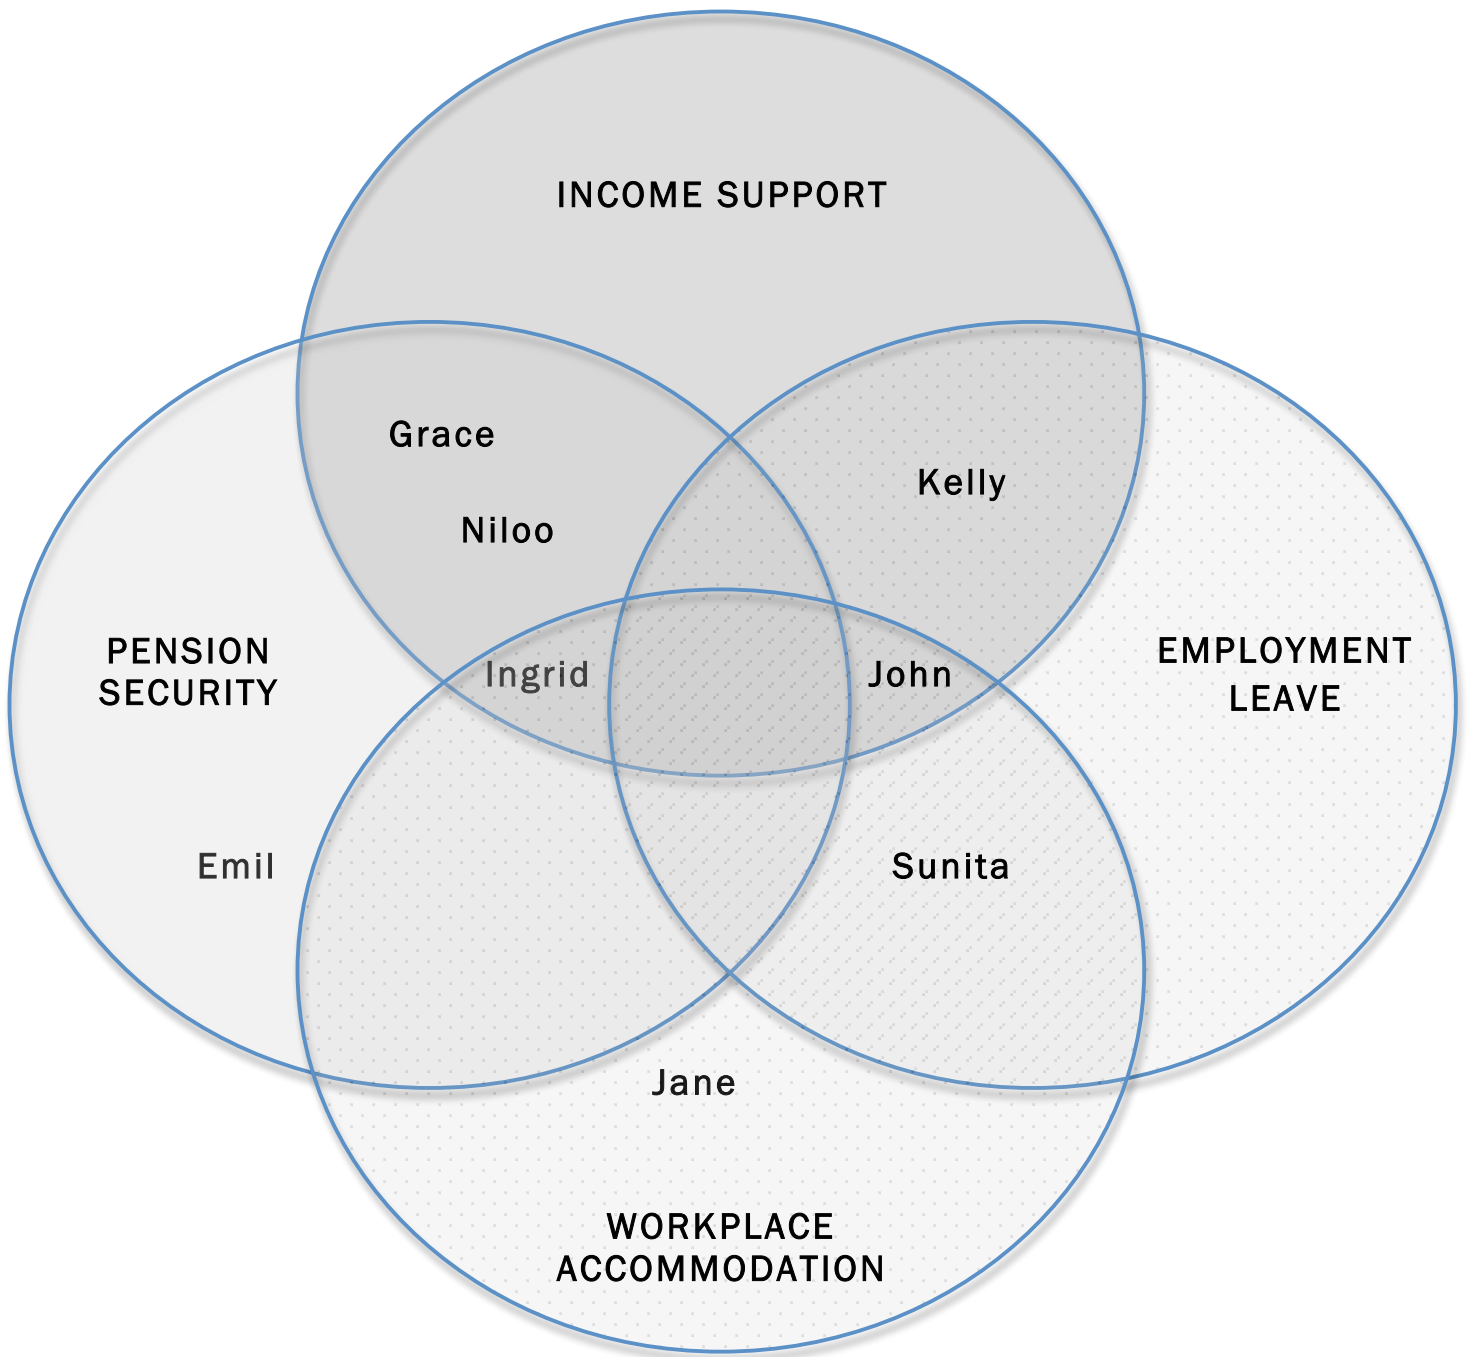 INCOME SUPPORT
Grace
Kelly
Niloo
PENSION
SECURITY
EMPLOYMENT
LEAVE
Ingrid
John
Emil
Sunita
Jane
WORKPLACE
ACCOMMODATION